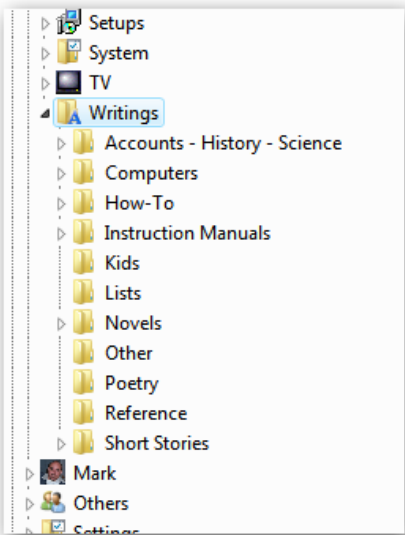 Setups
System
TV
Writings
Accounts - History - Science
Computers
How-To
Instruction Manuals
Kids
Lists
Novels
Other
Poetry
Reference
Short Stories
Mark
Others
Settings